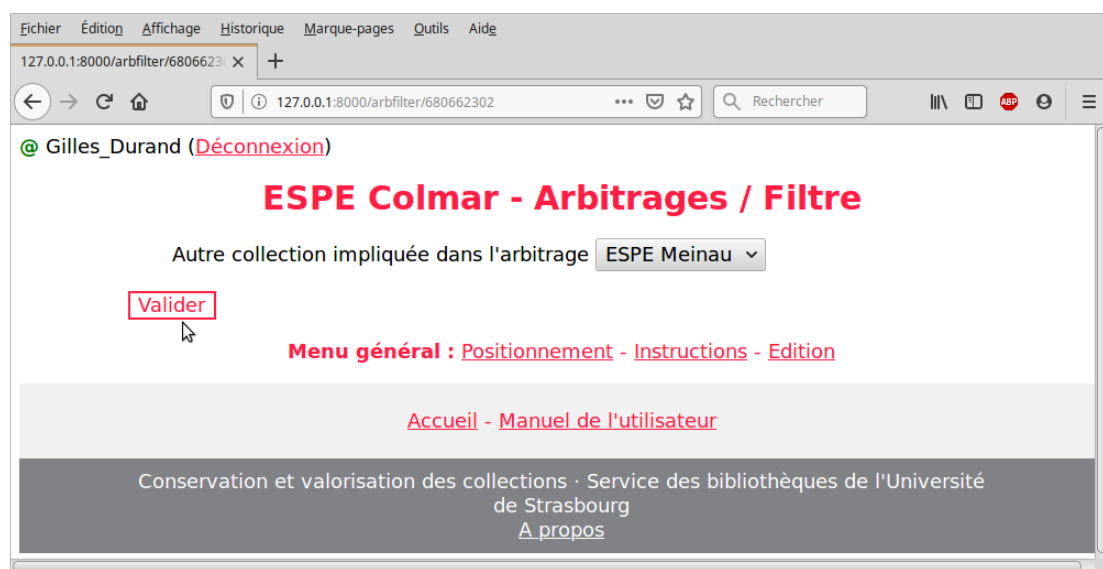 Fichier Édition Affichage Historique Marque-pages Outils Aide
127.0.0.1:8000/arbfilter/68066230
127.0.0.1:8000/arbfilter/680662302 Rechercher ABP
@ Gilles_Durand (Déconnexion)
ESPE Colmar - Arbitrages / Filtre
Autre collection impliquée dans l'arbitrage ESPE Meinau
Valider
Menu général : Positionnement - Instructions - Edition
Accueil - Manuel de l'utilisateur
Conservation et valorisation des collections · Service des bibliothèques de l'Université
de Strasbourg
A propos